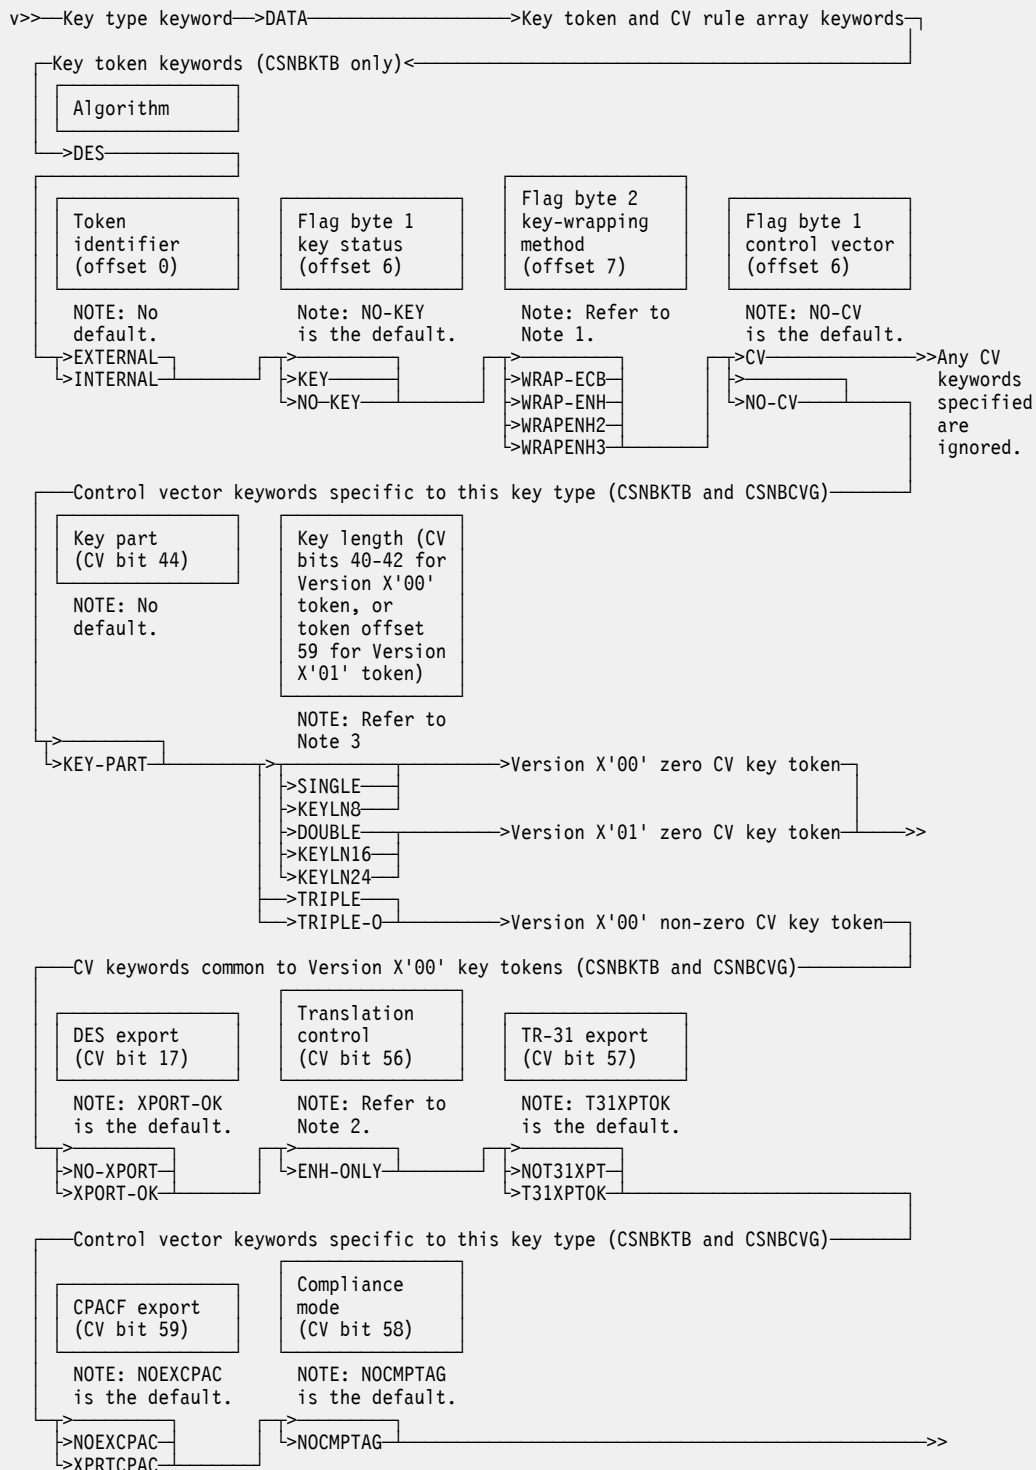 v>>—Key type keyword—>DATA—>Key token and CV rule array keywords
Key token keywords (CSNBKTB only)<
Algorithm
>DES
Token identifier (offset 0)
Flag byte 1 key status (offset 6)
Flag byte 2 key-wrapping method (offset 7)
Flag byte 1 control vector (offset 6)
NOTE: No default.
Note: NO-KEY is the default.
Note: Refer to Note 1.
NOTE: NO-CV is the default.
>EXTERNAL
>INTERNAL
>
>KEY
>NO-KEY
>
>WRAP-ECB
>WRAP-ENH
>WRAPENH2
>WRAPENH3
>CV—>>Any CV keywords specified are ignored.
>
>NO-CV
Control vector keywords specific to this key type (CSNBKTB and CSNBCVG)
Key part (CV bit 44)
Key length (CV bits 40-42 for Version X'00' token, or token offset 59 for Version X'01' token)
NOTE: No default.
NOTE: Refer to Note 3
>
>KEY-PART
>—>Version X'00' zero CV key token
>SINGLE
>KEYLN8
>DOUBLE—>Version X'01' zero CV key token—>>
>KEYLN16
>KEYLN24
>TRIPLE
>TRIPLE-O—>Version X'00' non-zero CV key token
CV keywords common to Version X'00' key tokens (CSNBKTB and CSNBCVG)
DES export (CV bit 17)
Translation control (CV bit 56)
TR-31 export (CV bit 57)
NOTE: XPORT-OK is the default.
NOTE: Refer to Note 2.
NOTE: T31XPTOK is the default.
>
>NO-XPORT
>XPORT-OK
>
>ENH-ONLY
>
>NOT31XPT
>T31XPTOK
Control vector keywords specific to this key type (CSNBKTB and CSNBCVG)
CPACF export (CV bit 59)
Compliance mode (CV bit 58)
NOTE: NOEXCPAC is the default.
NOTE: NOCMPTAG is the default.
>
>NOEXCPAC
>XPRTCPAC
>
>NOCMPTAG—>>